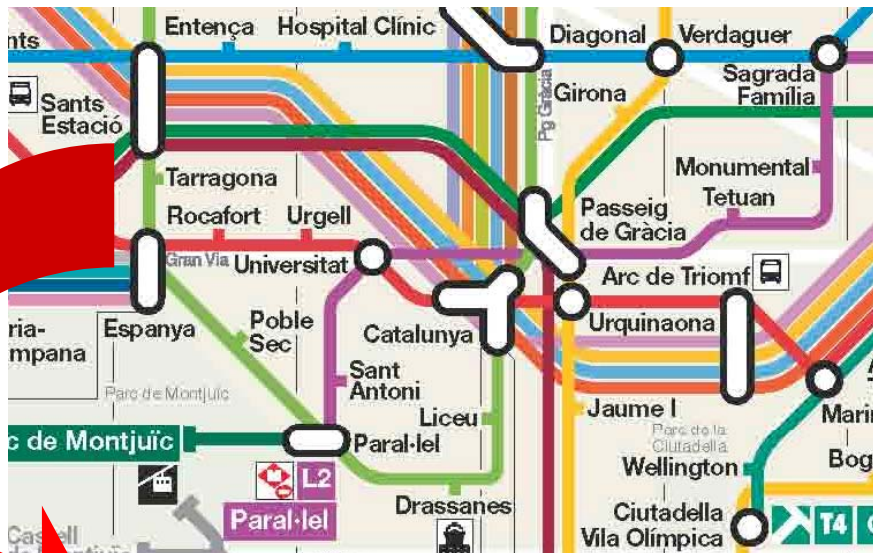 nts
Entença
Hospital Clínic
Diagonal
Verdaguer
Sants
Estació
Pg Gràcia
Girona
Sagrada
Família
Tarragona
Monumental
Tetuan
Rocafort
Urgell
Passeig
de Gràcia
Gran Via
Universitat
Arc de Triomf
ria-
mpana
Espanya
Poble
Sec
Catalunya
Urquinaona
Parc de Montjuïc
Sant
Antoni
Liceu
Jaume I
Parc de la
Ciutadella
Marin
c de Montjuïc
Paral·lel
Wellington
Bog
L2
Paral·lel
Drassanes
Ciutadella
Vila Olímpica
T4
Castell